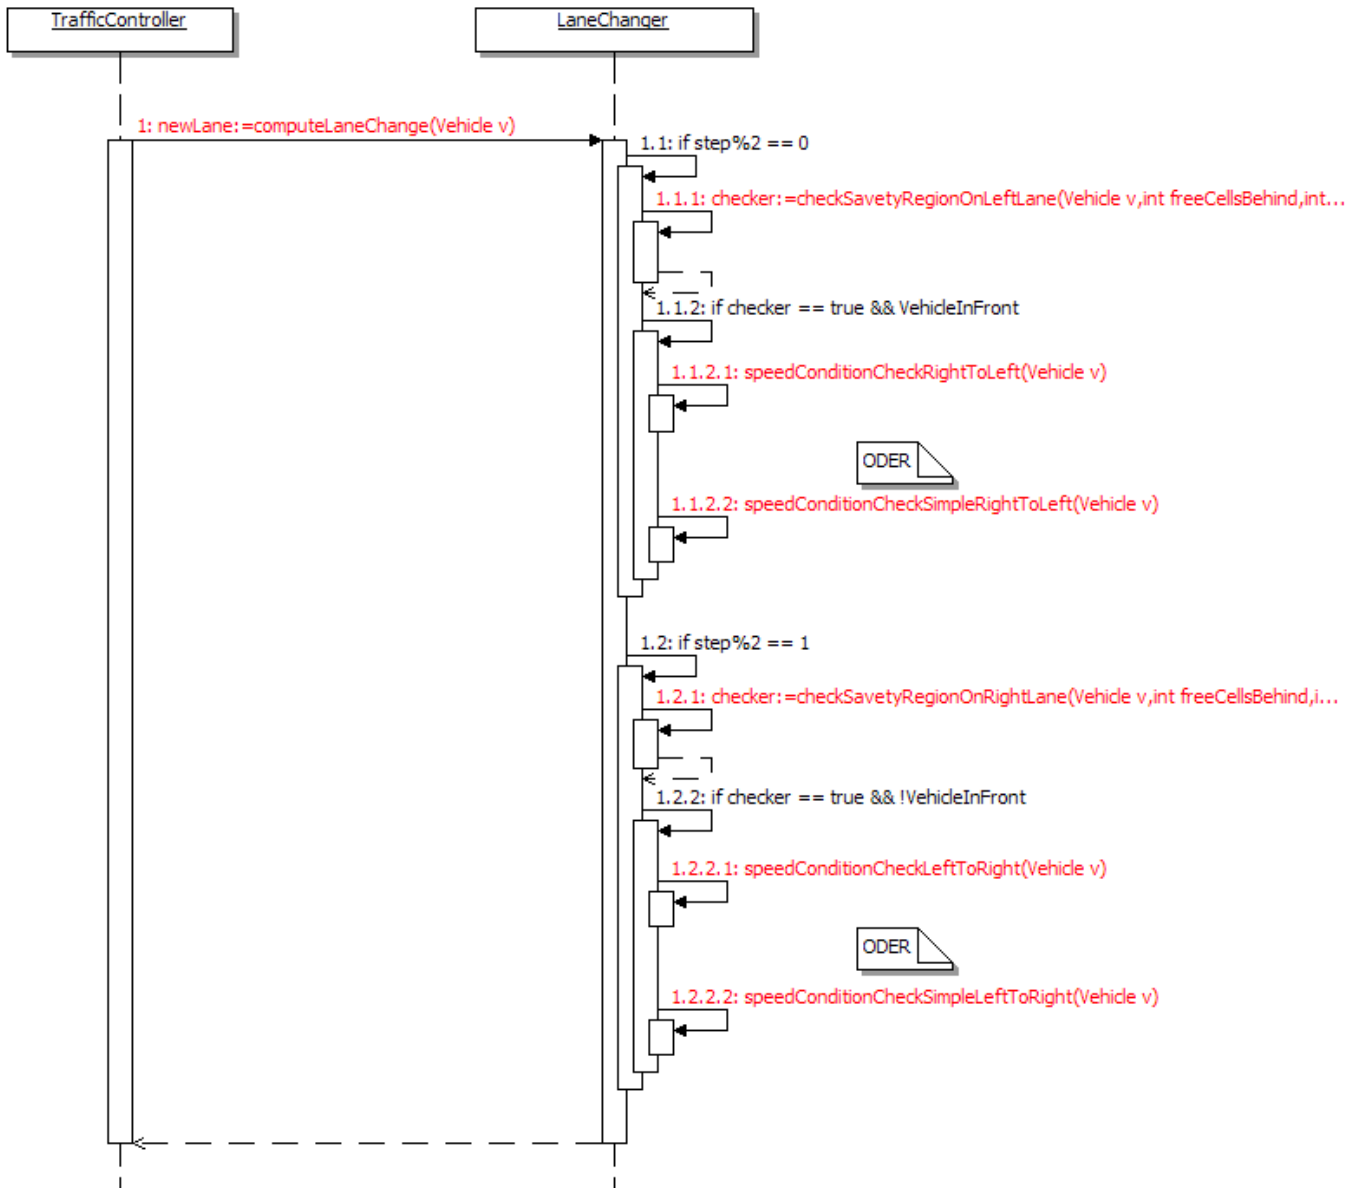 TrafficController
LaneChanger
1: newLane:=computeLaneChange(Vehicle v)
1.1: if step%2 == 0
1.1.1: checker:=checkSavetyRegionOnLeftLane(Vehicle v,int freeCellsBehind,int...
1.1.2: if checker == true && VehicleInFront
1.1.2.1: speedConditionCheckRightToLeft(Vehicle v)
ODER
1.1.2.2: speedConditionCheckSimpleRightToLeft(Vehicle v)
1.2: if step%2 == 1
1.2.1: checker:=checkSavetyRegionOnRightLane(Vehicle v,int freeCellsBehind,i...
1.2.2: if checker == true && !VehicleInFront
1.2.2.1: speedConditionCheckLeftToRight(Vehicle v)
ODER
1.2.2.2: speedConditionCheckSimpleLeftToRight(Vehicle v)